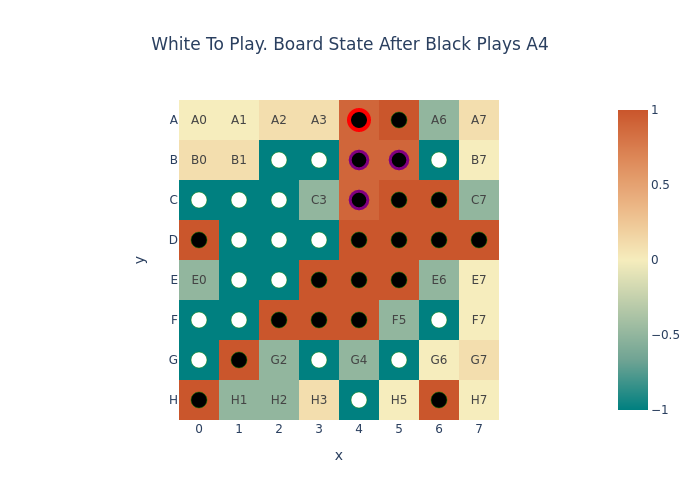 White To Play. Board State After Black Plays A4
A A0 A1 A2 A3 A6 A7 1
B B0 B1 B7
0.5
C C3 C7
D
y 0
E E0 E6 E7
F F5 F7
−0.5
G G2 G4 G6 G7
H H1 H2 H3 H5 H7 −1
0 1 2 3 4 5 6 7
x